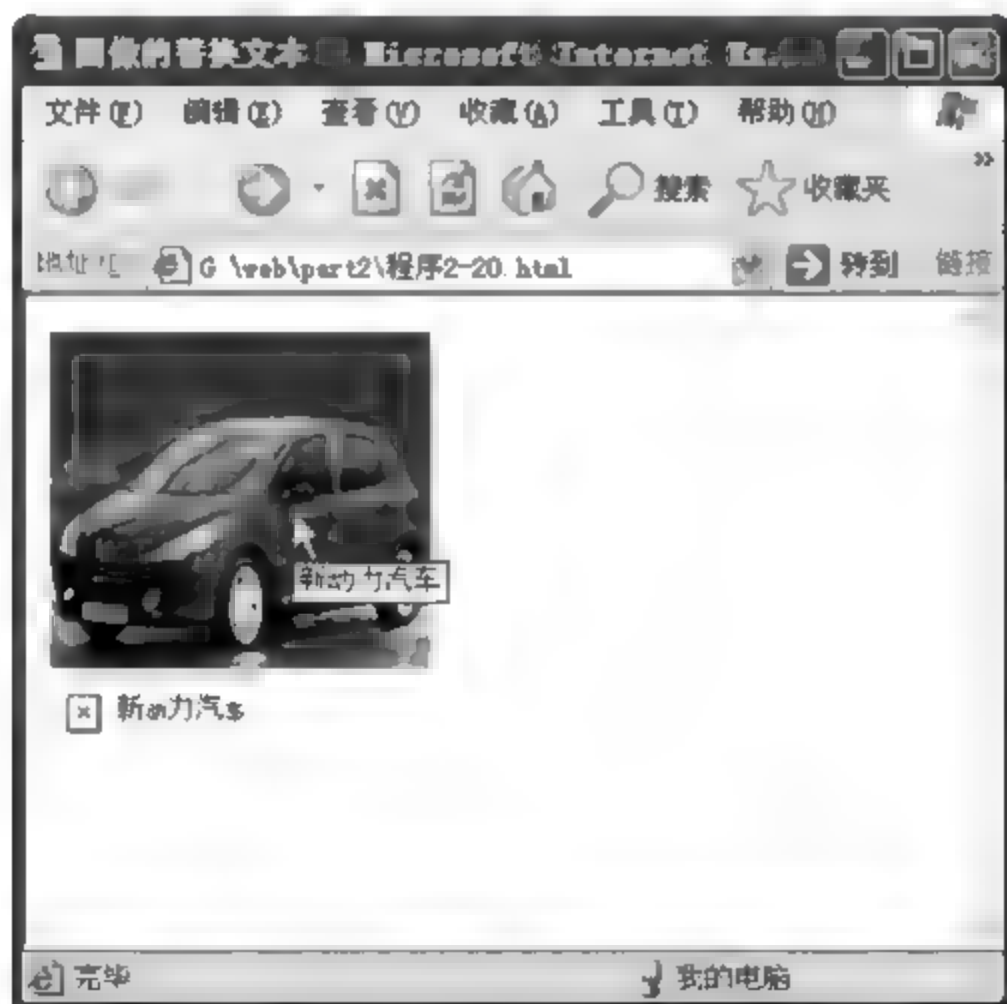 图像的替换文本 - Microsoft Internet Ex...
文件(F) 编辑(E) 查看(V) 收藏(A) 工具(T) 帮助(H)
搜索 收藏夹 »
地址(D) G:\web\part2\程序2-20.html 转到 链接
新动力汽车
新动力汽车
完毕 我的电脑